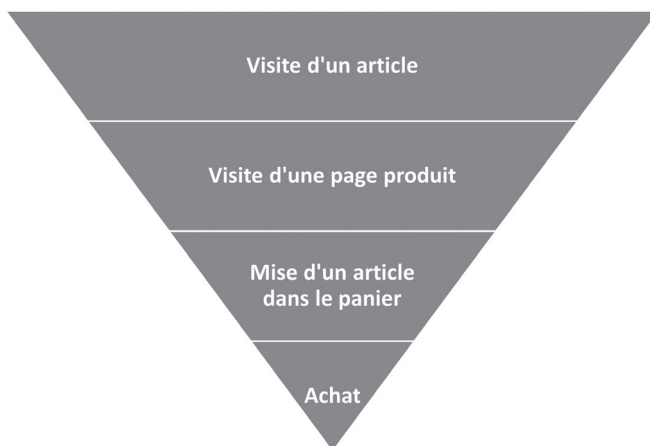 Visite d'un article
Visite d'une page produit
Mise d'un article
dans le panier
Achat